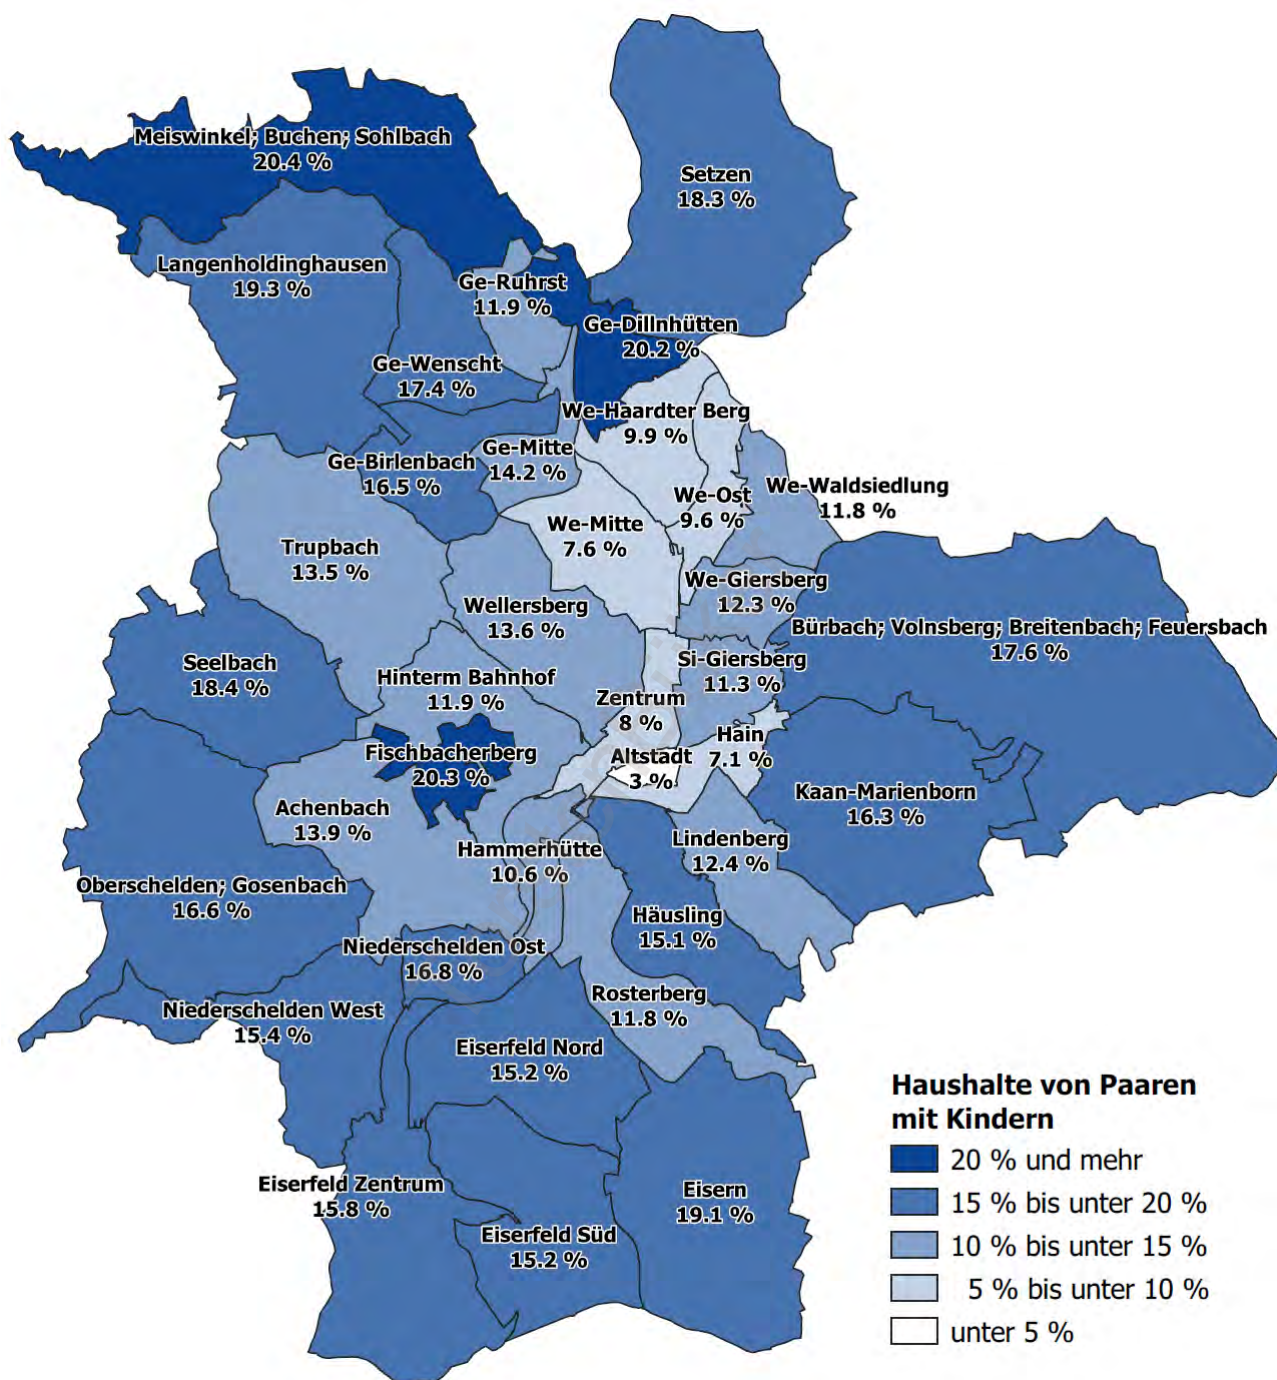 Meiswinkel; Buchen; Sohlbach
20.4 %
Setzen
18.3 %
Langenholdinghausen
19.3 %
Ge-Ruhrst
11.9 %
Ge-Dillnhütten
20.2 %
Ge-Wenscht
17.4 %
We-Haardter Berg
9.9 %
Ge-Mitte
14.2 %
Ge-Birlenbach
16.5 %
We-Ost
9.6 %
We-Waldsiedlung
11.8 %
We-Mitte
7.6 %
Trupbach
13.5 %
We-Giersberg
12.3 %
Wellersberg
13.6 %
Bürbach; Volnsberg; Breitenbach; Feuersbach
17.6 %
Seelbach
18.4 %
Si-Giersberg
11.3 %
Hinterm Bahnhof
11.9 %
Zentrum
8 %
Hain
7.1 %
Fischbacherberg
20.3 %
Altstadt
3 %
Kaan-Marienborn
16.3 %
Achenbach
13.9 %
Lindenberg
12.4 %
Hammerhütte
10.6 %
Oberschelden; Gosenbach
16.6 %
Häusling
15.1 %
Niederschelden Ost
16.8 %
Rosterberg
11.8 %
Niederschelden West
15.4 %
Eiserfeld Nord
15.2 %
Eiserfeld Zentrum
15.8 %
Eisern
19.1 %
Eiserfeld Süd
15.2 %
Haushalte von Paaren
mit Kindern
20 % und mehr
15 % bis unter 20 %
10 % bis unter 15 %
5 % bis unter 10 %
unter 5 %